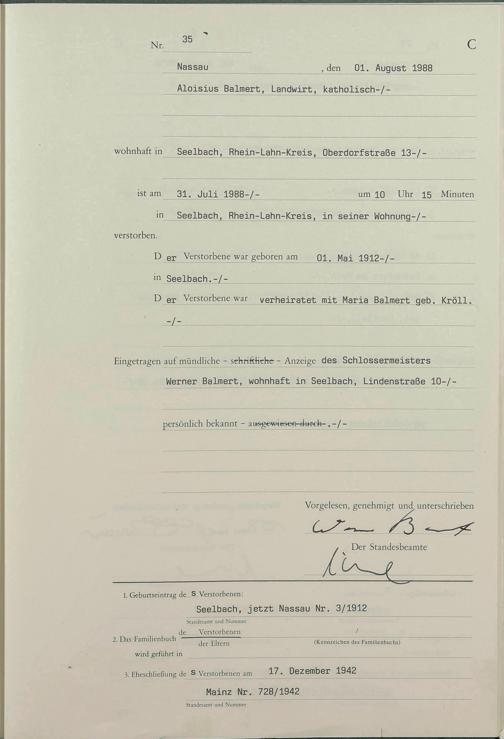 Nr. 35
C
Nassau , den 01. August 1988
Aloisius Balmert, Landwirt, katholisch-/-
wohnhaft in Seelbach, Rhein-Lahn-Kreis, Oberdorfstraße 13-/-
ist am 31. Juli 1988-/- um 10 Uhr 15 Minuten
in Seelbach, Rhein-Lahn-Kreis, in seiner Wohnung-/-
verstorben.
D er Verstorbene war geboren am 01. Mai 1912-/-
in Seelbach.-/-
D er Verstorbene war verheiratet mit Maria Balmert geb. Kröll.
-/-
Eingetragen auf mündliche - schriftliche - Anzeige des Schlossermeisters
Werner Balmert, wohnhaft in Seelbach, Lindenstraße 10-/-
persönlich bekannt - ausgewiesen durch-.-/-
Vorgelesen, genehmigt und unterschrieben
Der Standesbeamte
1. Geburtseintrag de s Verstorbenen:
Seelbach, jetzt Nassau Nr. 3/1912
Standesamt und Nummer
2. Das Familienbuch de Verstorbenen /
der Eltern (Kennzeichen des Familienbuchs)
wird geführt in
3. Eheschließung de s Verstorbenen am 17. Dezember 1942
Mainz Nr. 728/1942
Standesamt und Nummer